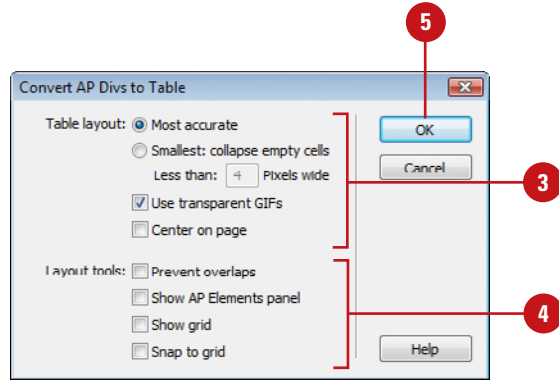 5
Convert AP Divs to Table
Table layout: Most accurate
OK
Smallest: collapse empty cells
Cancel
Less than: 4 Pixels wide
3
Use transparent GIFs
Center on page
Layout tools: Prevent overlaps
Show AP Elements panel
4
Show grid
Snap to grid
Help